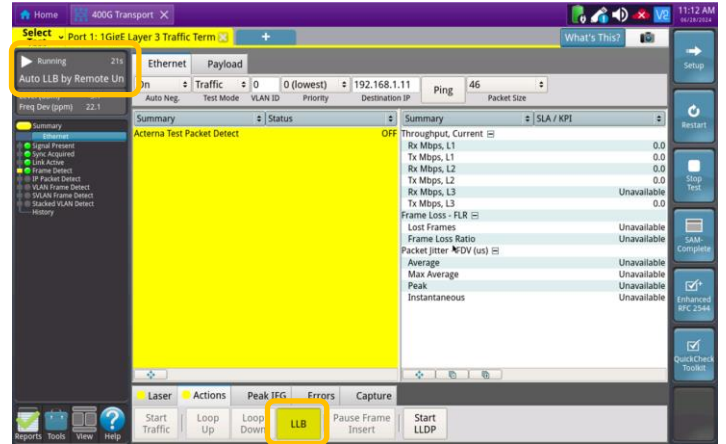 Home
400G Transport
11:12 AM
06/28/2024
Select
Port 1: 1GigE Layer 3 Traffic Term
What's This?
Running 21s
Auto LLB by Remote Un
Freq Dev (ppm) 22.1
Summary
Ethernet
Signal Present
Sync Acquired
Link Active
Frame Detect
IP Packet Detect
VLAN Frame Detect
SVLAN Frame Detect
Stacked VLAN Detect
History
Ethernet Payload
On Traffic 0 0 (lowest) 192.168.1.11 Ping 46
Auto Neg. Test Mode VLAN ID Priority Destination IP Packet Size
Summary Status
Acterna Test Packet Detect OFF
Summary SLA / KPI
Throughput, Current
Rx Mbps, L1 0.0
Tx Mbps, L1 0.0
Rx Mbps, L2 0.0
Tx Mbps, L2 0.0
Rx Mbps, L3 Unavailable
Tx Mbps, L3 0.0
Frame Loss - FLR
Lost Frames Unavailable
Frame Loss Ratio Unavailable
Packet Jitter - FDV (us)
Average Unavailable
Max Average Unavailable
Peak Unavailable
Instantaneous Unavailable
Laser Actions Peak IFG Errors Capture
Start Traffic
Loop Up
Loop Down
LLB
Pause Frame Insert
Start LLDP
Reports Tools View Help
Setup
Restart
Stop
Test
SAM-
Complete
Enhanced
RFC 2544
QuickCheck
Toolkit